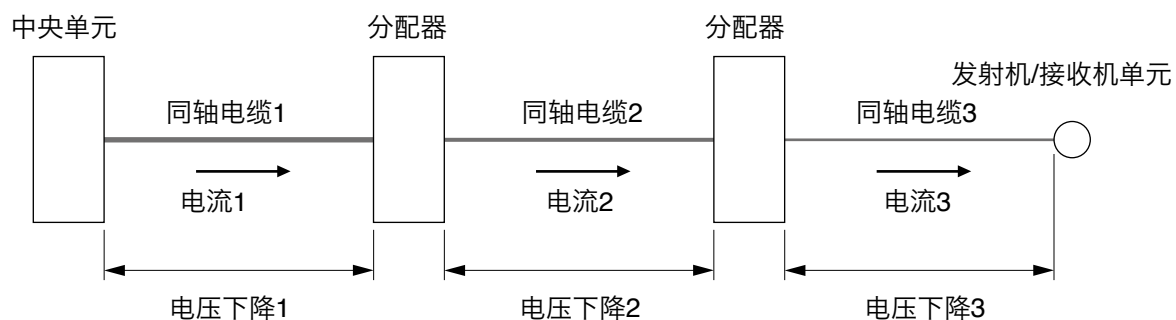 中央单元
分配器
分配器
发射机/接收机单元
同轴电缆1
同轴电缆2
同轴电缆3
电流1
电流2
电流3
电压下降1
电压下降2
电压下降3